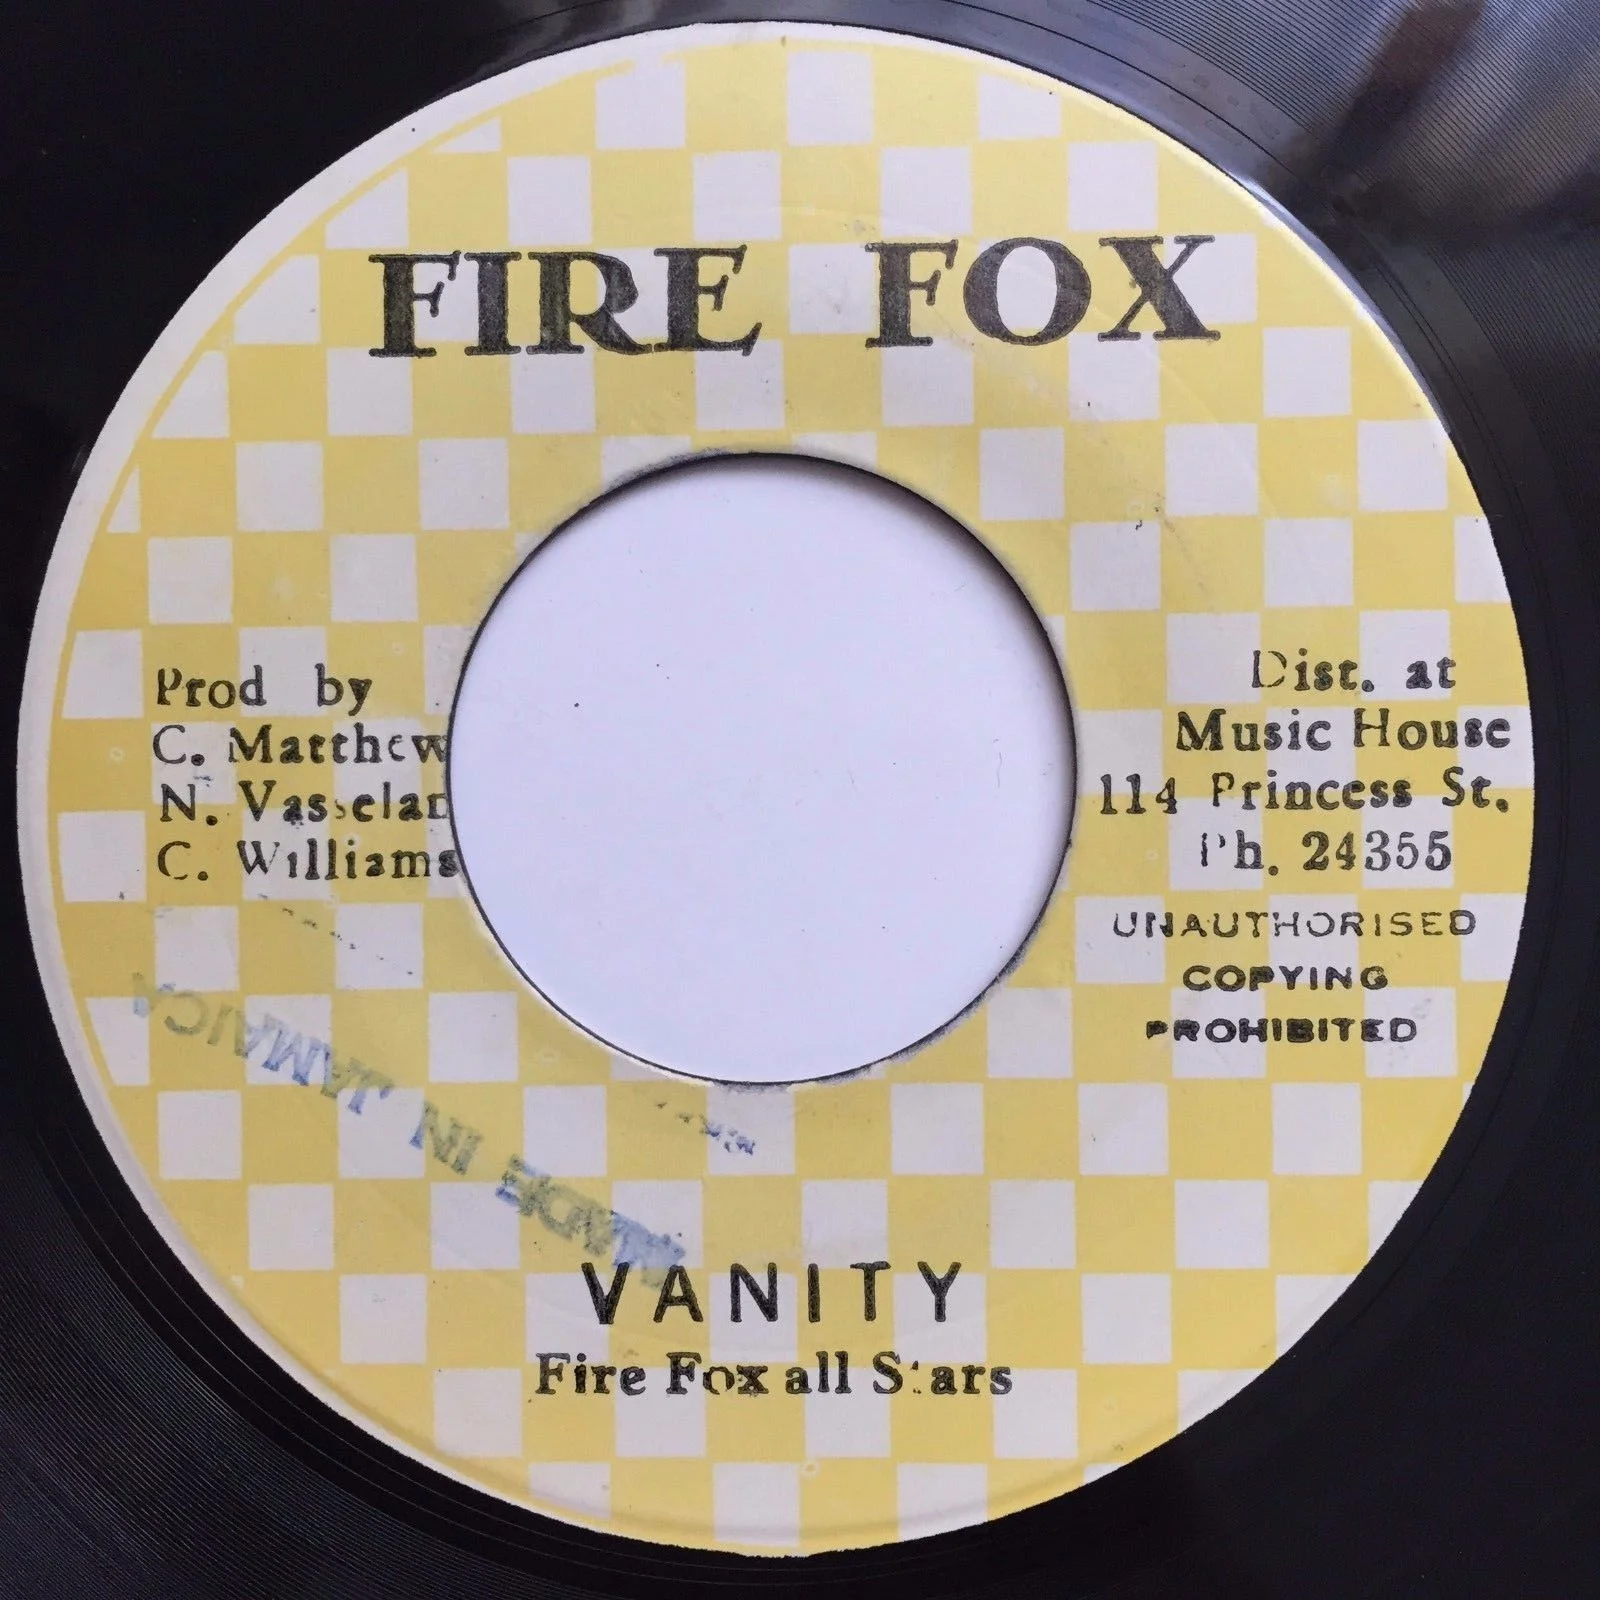 FIRE FOX
Prod by
C. Matthew
N. Vasselan
C. Williams
Dist. at
Music House
114 Princess St.
Ph. 24355
UNAUTHORISED
COPYING
PROHIBITED
MADE IN JAMAICA
VANITY
Fire Fox all Stars